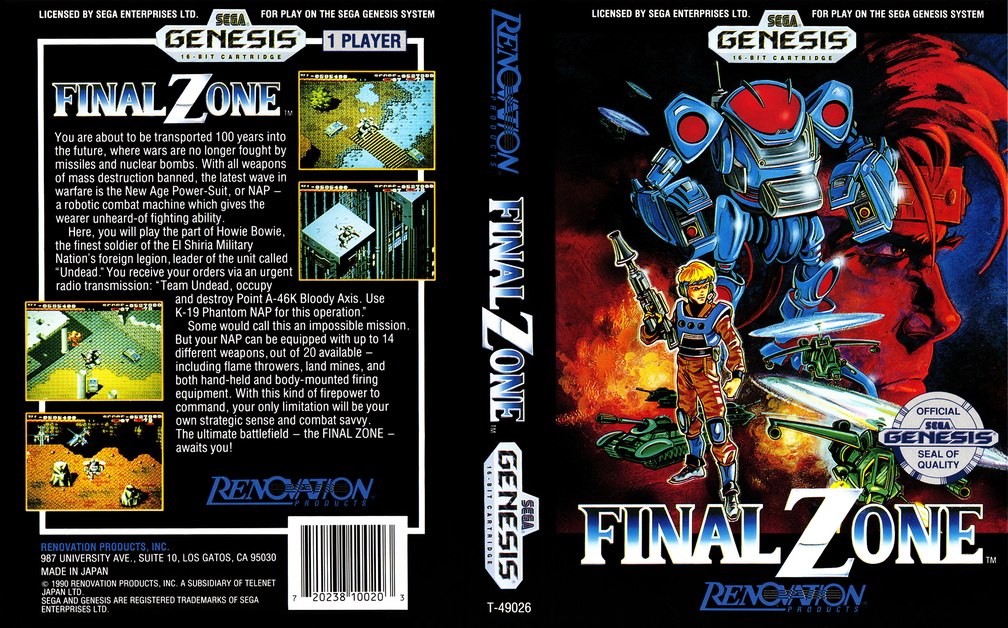 LICENSED BY SEGA ENTERPRISES LTD.
FOR PLAY ON THE SEGA GENESIS SYSTEM
SEGA
GENESIS
16-BIT CARTRIDGE
1 PLAYER
FINAL ZONE™
You are about to be transported 100 years into
the future, where wars are no longer fought by
missiles and nuclear bombs. With all weapons
of mass destruction banned, the latest wave in
warfare is the New Age Power-Suit, or NAP –
a robotic combat machine which gives the
wearer unheard-of fighting ability.
Here, you will play the part of Howie Bowie,
the finest soldier of the El Shiria Military
Nation's foreign legion, leader of the unit called
"Undead." You receive your orders via an urgent
radio transmission: "Team Undead, occupy
and destroy Point A-46K Bloody Axis. Use
K-19 Phantom NAP for this operation."
Some would call this an impossible mission.
But your NAP can be equipped with up to 14
different weapons, out of 20 available –
including flame throwers, land mines, and
both hand-held and body-mounted firing
equipment. With this kind of firepower to
command, your only limitation will be your
own strategic sense and combat savvy.
The ultimate battlefield – the FINAL ZONE –
awaits you!
RENOVATION
PRODUCTS
RENOVATION PRODUCTS, INC.
987 UNIVERSITY AVE., SUITE 10, LOS GATOS, CA 95030
MADE IN JAPAN
© 1990 RENOVATION PRODUCTS, INC. A SUBSIDIARY OF TELENET
JAPAN LTD.
SEGA AND GENESIS ARE REGISTERED TRADEMARKS OF SEGA
ENTERPRISES LTD.
7 20238 10020 3
RENOVATION
PRODUCTS
FINAL ZONE™
SEGA
GENESIS
16-BIT CARTRIDGE
T-49026
LICENSED BY SEGA ENTERPRISES LTD.
FOR PLAY ON THE SEGA GENESIS SYSTEM
SEGA
GENESIS
16-BIT CARTRIDGE
OFFICIAL
SEGA
GENESIS
SEAL OF
QUALITY
FINAL ZONE™
RENOVATION
PRODUCTS